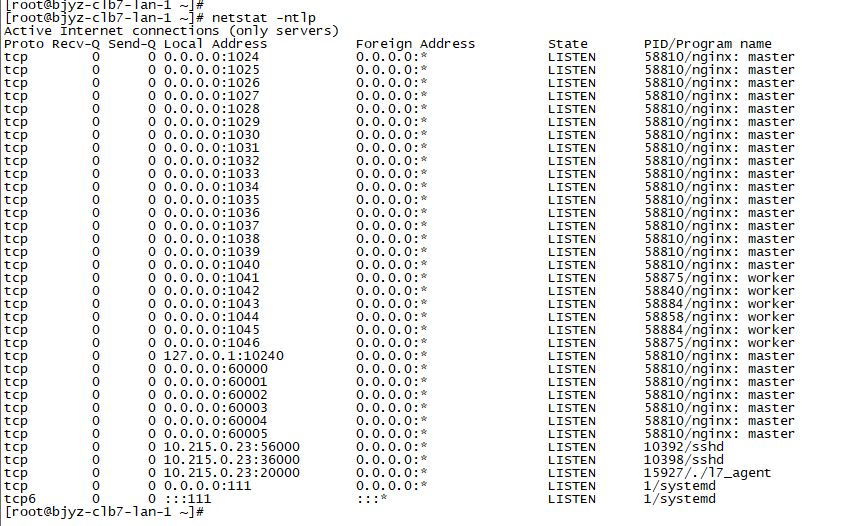 [root@bjyz-clb7-lan-1 ~]#
[root@bjyz-clb7-lan-1 ~]# netstat -ntlp
Active Internet connections (only servers)
Proto Recv-Q Send-Q Local Address           Foreign Address         State       PID/Program name
tcp        0      0 0.0.0.0:1024            0.0.0.0:*               LISTEN      58810/nginx: master
tcp        0      0 0.0.0.0:1025            0.0.0.0:*               LISTEN      58810/nginx: master
tcp        0      0 0.0.0.0:1026            0.0.0.0:*               LISTEN      58810/nginx: master
tcp        0      0 0.0.0.0:1027            0.0.0.0:*               LISTEN      58810/nginx: master
tcp        0      0 0.0.0.0:1028            0.0.0.0:*               LISTEN      58810/nginx: master
tcp        0      0 0.0.0.0:1029            0.0.0.0:*               LISTEN      58810/nginx: master
tcp        0      0 0.0.0.0:1030            0.0.0.0:*               LISTEN      58810/nginx: master
tcp        0      0 0.0.0.0:1031            0.0.0.0:*               LISTEN      58810/nginx: master
tcp        0      0 0.0.0.0:1032            0.0.0.0:*               LISTEN      58810/nginx: master
tcp        0      0 0.0.0.0:1033            0.0.0.0:*               LISTEN      58810/nginx: master
tcp        0      0 0.0.0.0:1034            0.0.0.0:*               LISTEN      58810/nginx: master
tcp        0      0 0.0.0.0:1035            0.0.0.0:*               LISTEN      58810/nginx: master
tcp        0      0 0.0.0.0:1036            0.0.0.0:*               LISTEN      58810/nginx: master
tcp        0      0 0.0.0.0:1037            0.0.0.0:*               LISTEN      58810/nginx: master
tcp        0      0 0.0.0.0:1038            0.0.0.0:*               LISTEN      58810/nginx: master
tcp        0      0 0.0.0.0:1039            0.0.0.0:*               LISTEN      58810/nginx: master
tcp        0      0 0.0.0.0:1040            0.0.0.0:*               LISTEN      58810/nginx: master
tcp        0      0 0.0.0.0:1041            0.0.0.0:*               LISTEN      58875/nginx: worker
tcp        0      0 0.0.0.0:1042            0.0.0.0:*               LISTEN      58840/nginx: worker
tcp        0      0 0.0.0.0:1043            0.0.0.0:*               LISTEN      58884/nginx: worker
tcp        0      0 0.0.0.0:1044            0.0.0.0:*               LISTEN      58858/nginx: worker
tcp        0      0 0.0.0.0:1045            0.0.0.0:*               LISTEN      58884/nginx: worker
tcp        0      0 0.0.0.0:1046            0.0.0.0:*               LISTEN      58875/nginx: worker
tcp        0      0 127.0.0.1:10240         0.0.0.0:*               LISTEN      58810/nginx: master
tcp        0      0 0.0.0.0:60000           0.0.0.0:*               LISTEN      58810/nginx: master
tcp        0      0 0.0.0.0:60001           0.0.0.0:*               LISTEN      58810/nginx: master
tcp        0      0 0.0.0.0:60002           0.0.0.0:*               LISTEN      58810/nginx: master
tcp        0      0 0.0.0.0:60003           0.0.0.0:*               LISTEN      58810/nginx: master
tcp        0      0 0.0.0.0:60004           0.0.0.0:*               LISTEN      58810/nginx: master
tcp        0      0 0.0.0.0:60005           0.0.0.0:*               LISTEN      58810/nginx: master
tcp        0      0 10.215.0.23:56000       0.0.0.0:*               LISTEN      10392/sshd
tcp        0      0 10.215.0.23:36000       0.0.0.0:*               LISTEN      10398/sshd
tcp        0      0 10.215.0.23:20000       0.0.0.0:*               LISTEN      15927/./l7_agent
tcp        0      0 0.0.0.0:111             0.0.0.0:*               LISTEN      1/systemd
tcp6       0      0 :::111                  :::*                    LISTEN      1/systemd
[root@bjyz-clb7-lan-1 ~]#